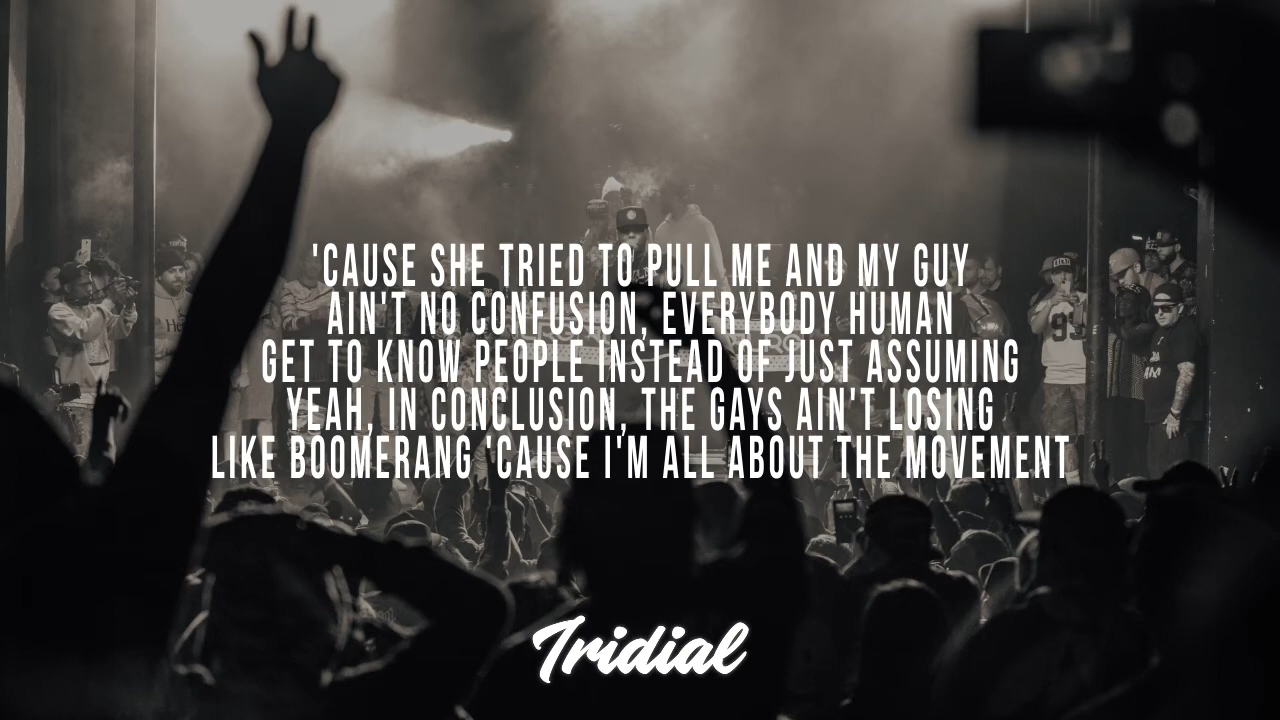 'CAUSE SHE TRIED TO PULL ME AND MY GUY
AIN'T NO CONFUSION, EVERYBODY HUMAN
GET TO KNOW PEOPLE INSTEAD OF JUST ASSUMING
YEAH, IN CONCLUSION, THE GAYS AIN'T LOSING
LIKE BOOMERANG 'CAUSE I'M ALL ABOUT THE MOVEMENT
Tridial